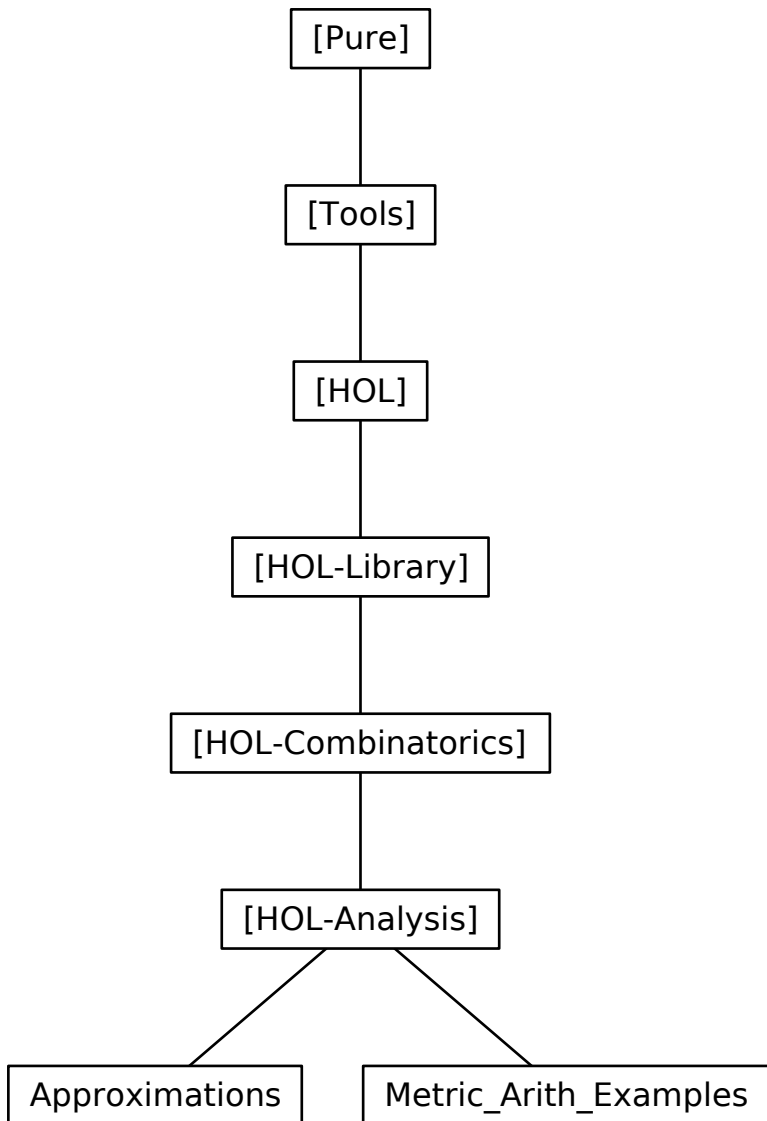 [Pure]
[Tools]
[HOL]
[HOL-Library]
[HOL-Combinatorics]
[HOL-Analysis]
Approximations
Metric_Arith_Examples